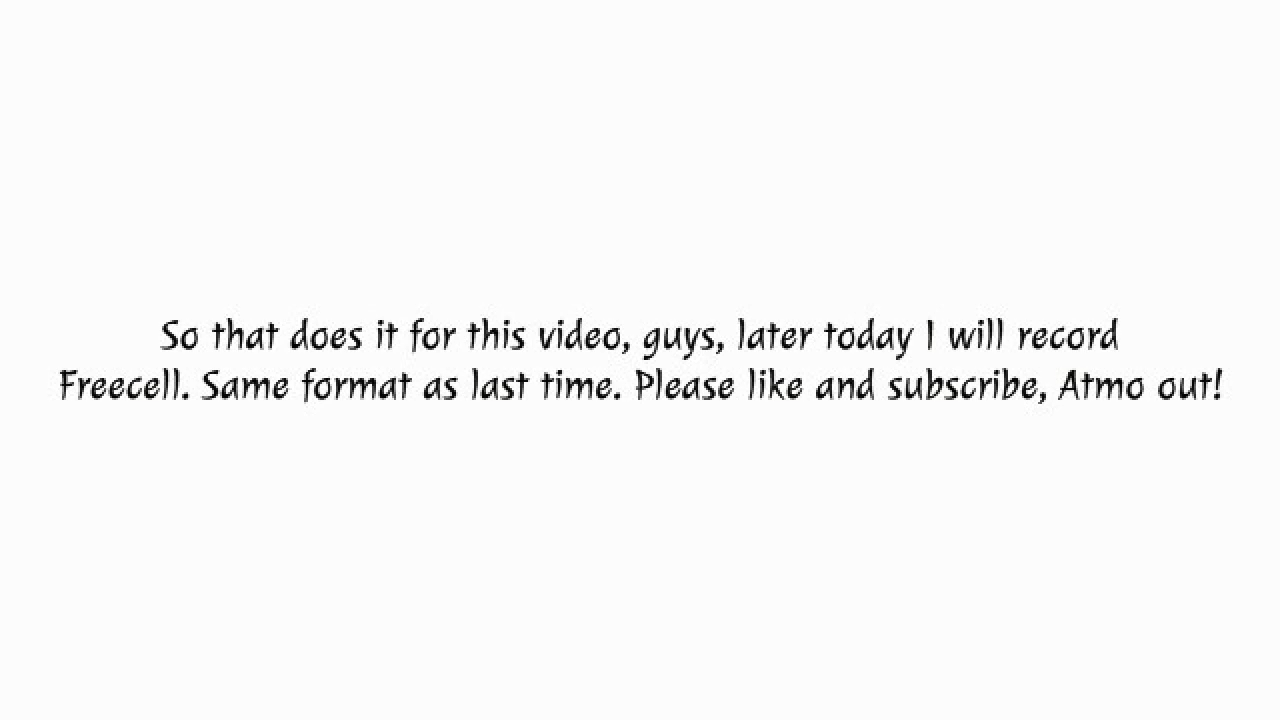 So that does it for this video, guys, later today I will record
Freecell. Same format as last time. Please like and subscribe, Atmo out!